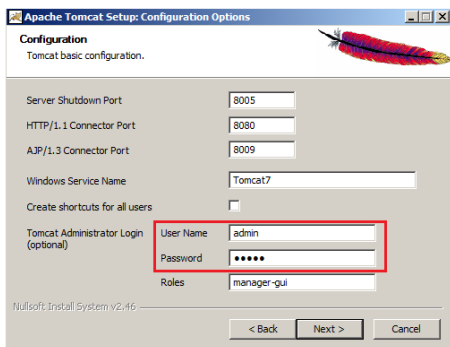 Apache Tomcat Setup: Configuration Options
Configuration
Tomcat basic configuration.
Server Shutdown Port 8005
HTTP/1.1 Connector Port 8080
AJP/1.3 Connector Port 8009
Windows Service Name Tomcat7
Create shortcuts for all users
Tomcat Administrator Login (optional)
User Name admin
Password •••••
Roles manager-gui
Nullsoft Install System v2.46
< Back Next > Cancel